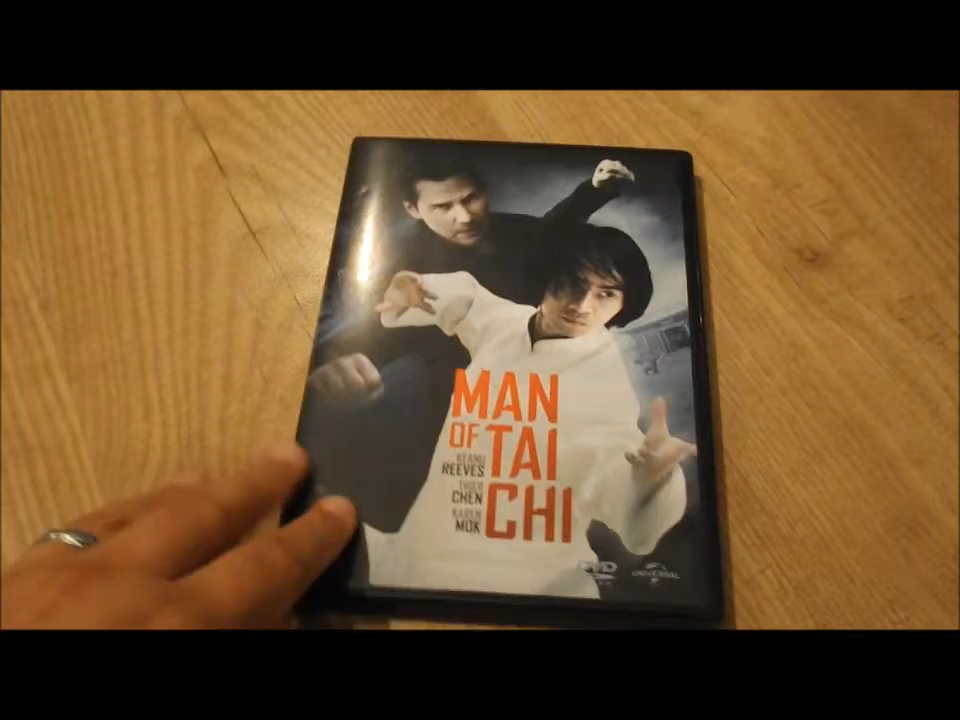 MAN
OF TAI
CHI
KEANU
REEVES
TIGER
CHEN
KAREN
MOK
DVD
UNIVERSAL